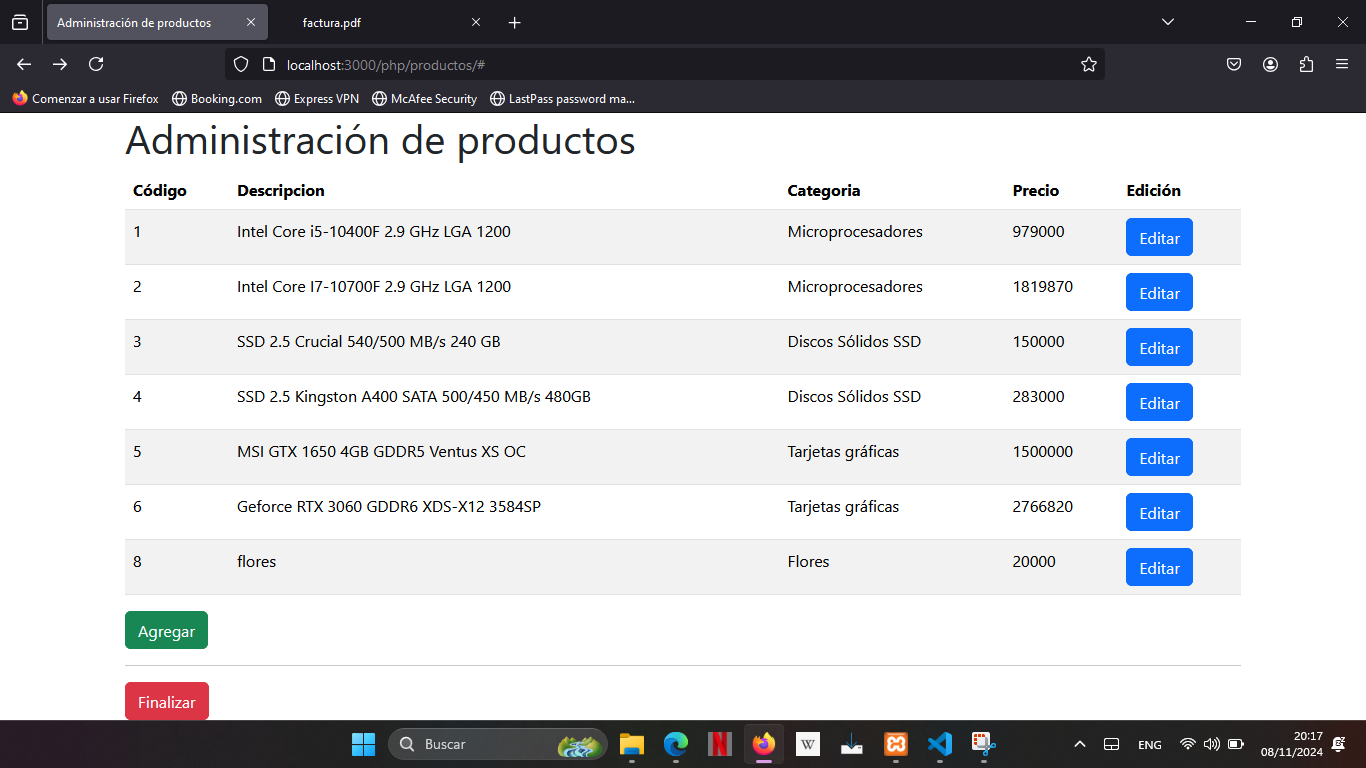 Administración de productos
factura.pdf
localhost:3000/php/productos/#
Comenzar a usar Firefox Booking.com Express VPN McAfee Security LastPass password ma...
Administración de productos
Código Descripcion Categoria Precio Edición
1 Intel Core i5-10400F 2.9 GHz LGA 1200 Microprocesadores 979000 Editar
2 Intel Core I7-10700F 2.9 GHz LGA 1200 Microprocesadores 1819870 Editar
3 SSD 2.5 Crucial 540/500 MB/s 240 GB Discos Sólidos SSD 150000 Editar
4 SSD 2.5 Kingston A400 SATA 500/450 MB/s 480GB Discos Sólidos SSD 283000 Editar
5 MSI GTX 1650 4GB GDDR5 Ventus XS OC Tarjetas gráficas 1500000 Editar
6 Geforce RTX 3060 GDDR6 XDS-X12 3584SP Tarjetas gráficas 2766820 Editar
8 flores Flores 20000 Editar
Agregar
Finalizar
Buscar
N
W
ENG
20:17
08/11/2024